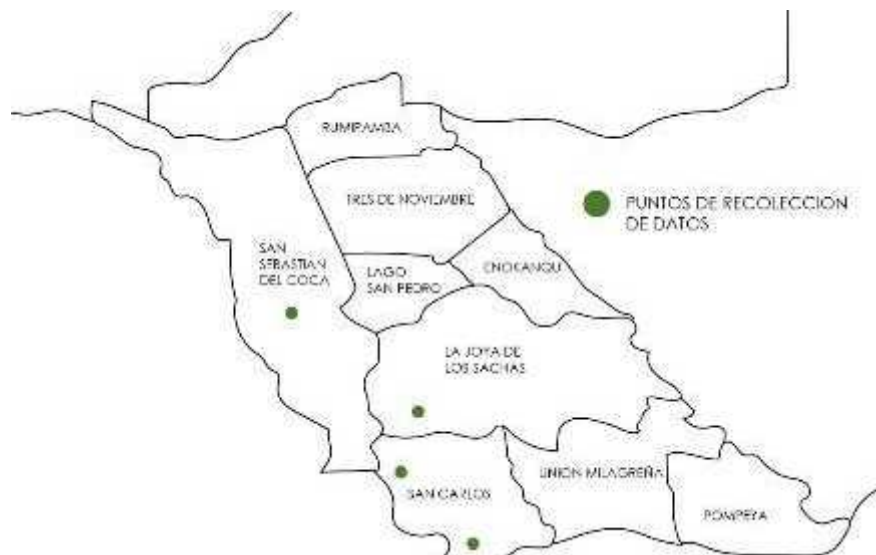 RUMIPAMBA
TRES DE NOVIEMBRE
PUNTOS DE RECOLECCION
DE DATOS
SAN
SEBASTIAN
DEL COCA
LAGO
SAN PEDRO
ENOKANQUI
LA JOYA DE
LOS SACHAS
SAN CARLOS
UNION MILAGREÑA
POMPEYA